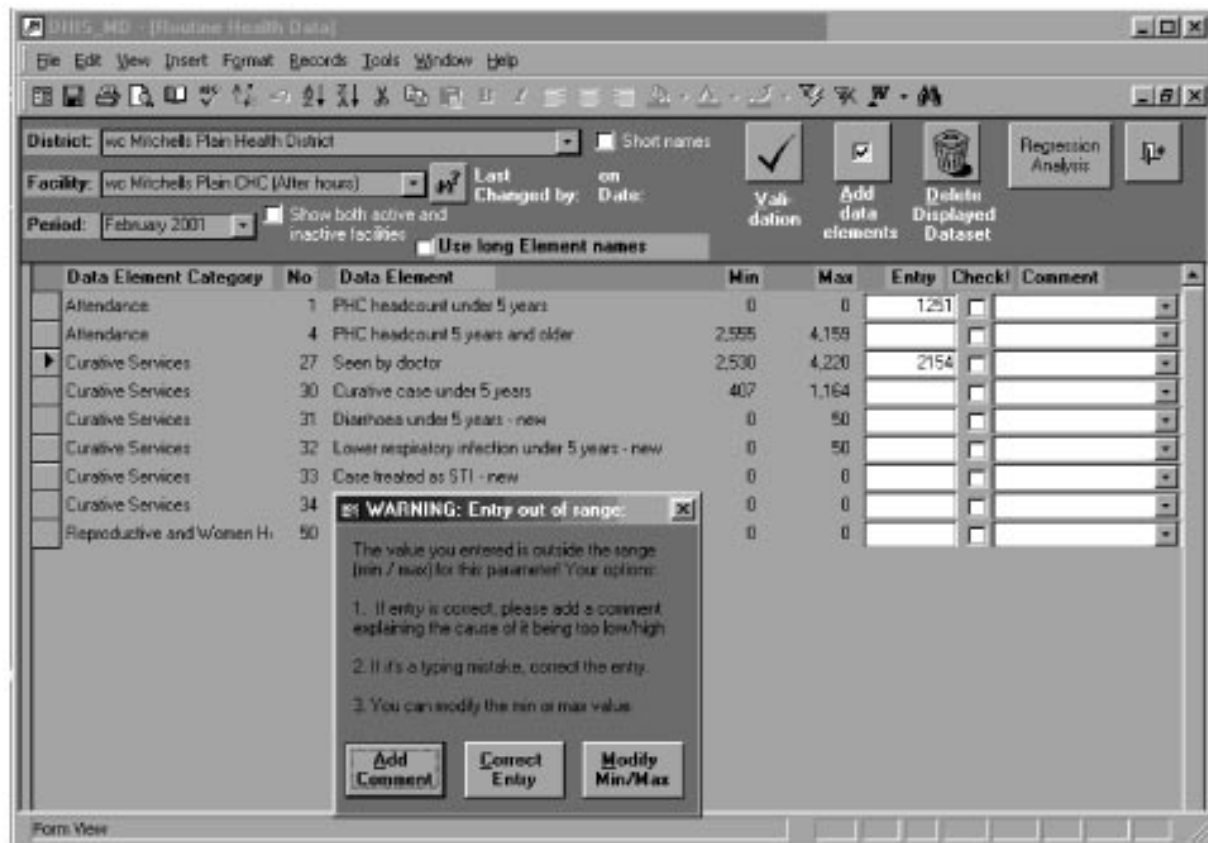 DHIS_MD - [Routine Health Data]
File Edit View Insert Format Records Tools Window Help
District: wc Mitchells Plain Health District Short names
Facility: wc Mitchells Plain CHC (After hours) Last Changed by: on Date:
Period: February 2001 Show both active and inactive facilities
Use long Element names
Vali-dation
Add data elements
Delete Displayed Dataset
Regression Analysis
Data Element Category No Data Element Min Max Entry Check! Comment
Attendance 1 PHC headcount under 5 years 0 0 1251
Attendance 4 PHC headcount 5 years and older 2,555 4,159
Curative Services 27 Seen by doctor 2,530 4,220 2154
Curative Services 30 Curative case under 5 years 407 1,164
Curative Services 31 Diarrhoea under 5 years - new 0 50
Curative Services 32 Lower respiratory infection under 5 years - new 0 50
Curative Services 33 Case treated as STI - new 0 0
Curative Services 34 0 0
Reproductive and Women H 50 0 0
WARNING: Entry out of range:
The value you entered is outside the range
(min / max) for this parameter! Your options:
1. If entry is correct, please add a comment
explaining the cause of it being too low/high
2. If it's a typing mistake, correct the entry.
3. You can modify the min or max value
Add Comment
Correct Entry
Modify Min/Max
Form View